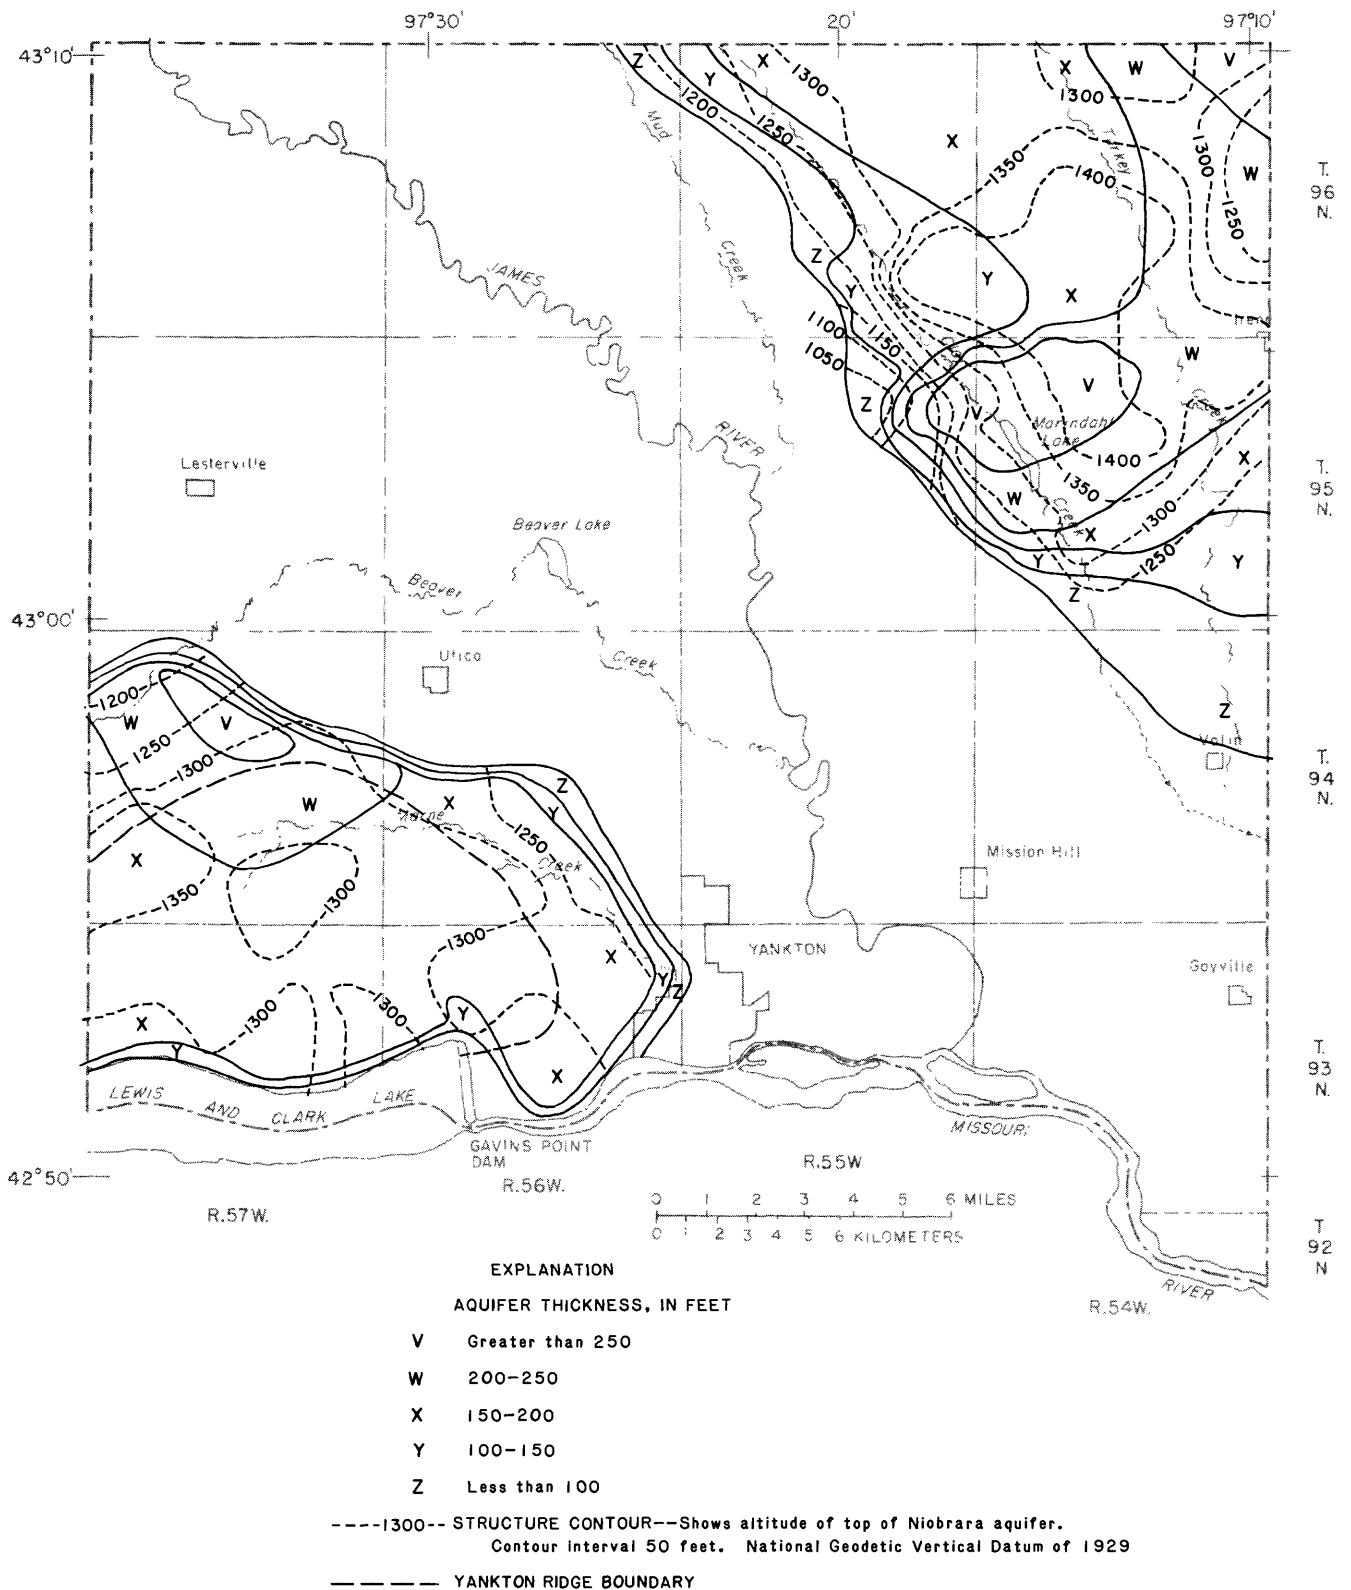 97°30' 20' 97°10'
43°10'
Z Y X 1300 X W V
1200 1250 1300
Mud X Turkey
1350 1400 1300 W
T. 96 N.
Creek 1250
Z Y Y X
JAMES
1100 1150
1050 W
Z V V Creek
RIVER Marindahl Lake
Lesterville 1400 X
T. 95 N.
1350
W Creek 1300
Beaver Lake X
Y 1250 Y
Beaver Z
43°00'
Utica Creek
1200
W V Z
1250 Volin
1300
T. 94 N.
Z
W X Y
1250
X Creek Mission Hill
1350 1300
1300 YANKTON
X Gayville
Y Z
1300 1300 Y
X
Y
T. 93 N.
X
LEWIS AND CLARK LAKE
MISSOURI
GAVINS POINT DAM
42°50' R.55W
R.56W.
R.57W.
0 1 2 3 4 5 6 MILES
0 1 2 3 4 5 6 KILOMETERS
T 92 N
RIVER
R.54W.
EXPLANATION
AQUIFER THICKNESS, IN FEET
V Greater than 250
W 200-250
X 150-200
Y 100-150
Z Less than 100
----1300-- STRUCTURE CONTOUR--Shows altitude of top of Niobrara aquifer.
Contour interval 50 feet. National Geodetic Vertical Datum of 1929
YANKTON RIDGE BOUNDARY